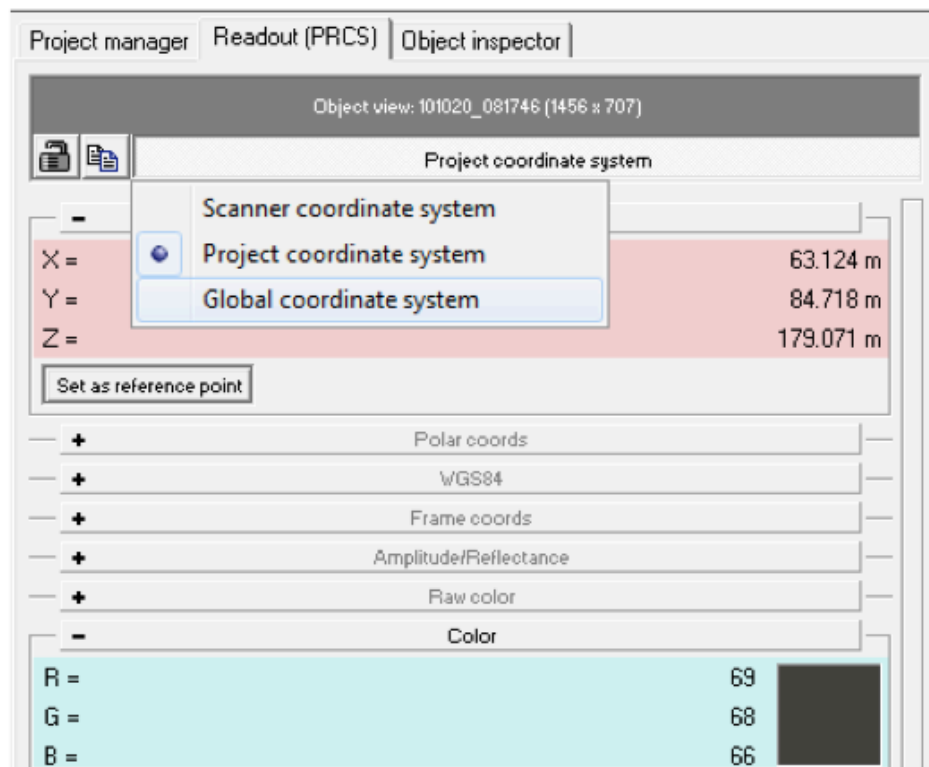 Project manager Readout (PRCS) Object inspector
Object view: 101020_081746 (1456 x 707)
Project coordinate system
Scanner coordinate system
Project coordinate system
Global coordinate system
-
X = 63.124 m
Y = 84.718 m
Z = 179.071 m
Set as reference point
+ Polar coords
+ WGS84
+ Frame coords
+ Amplitude/Reflectance
+ Raw color
- Color
R = 69
G = 68
B = 66